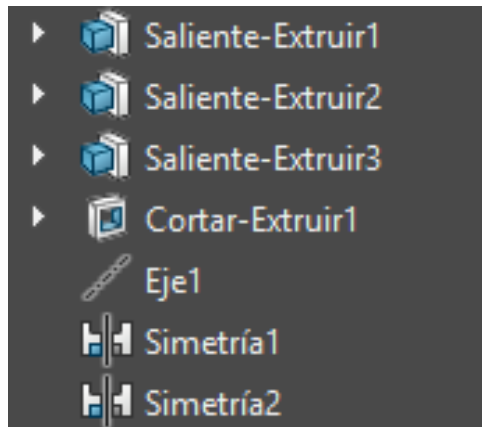 Saliente-Extruir1
Saliente-Extruir2
Saliente-Extruir3
Cortar-Extruir1
Eje1
Simetría1
Simetría2